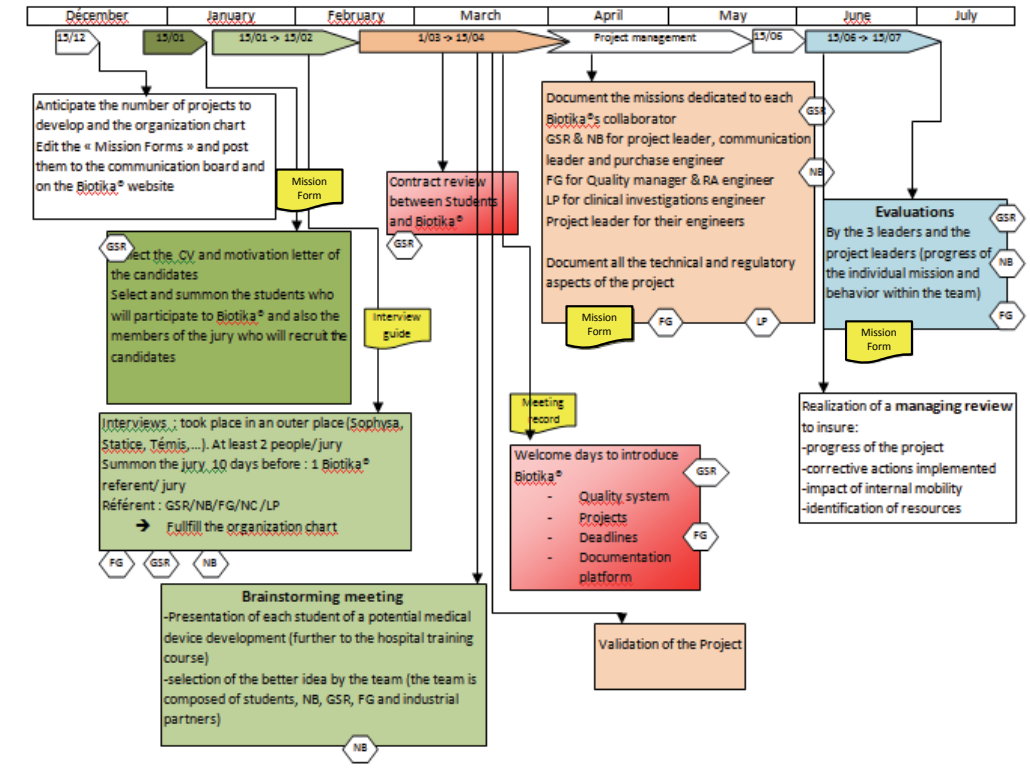 Décember January February March April May June July
15/12
15/01
15/01 -> 15/02
1/03 -> 15/04
Project management
15/06
15/06 -> 15/07
Anticipate the number of projects to
develop and the organization chart
Edit the « Mission Forms » and post
them to the communication board and
on the Biotika® website
Mission
Form
GSR
lect the CV and motivation letter of
the candidates
Select and summon the students who
will participate to Biotika® and also the
members of the jury who will recruit the
candidates
Contract review
between Students
and Biotika®
GSR
Interview
guide
Document the missions dedicated to each
Biotika®s collaborator
GSR & NB for project leader, communication
leader and purchase engineer
FG for Quality manager & RA engineer
LP for clinical investigations engineer
Project leader for their engineers
Document all the technical and regulatory
aspects of the project
GSR
NB
Mission
Form
FG
LP
Evaluations
By the 3 leaders and the
project leaders (progress of
the individual mission and
behavior within the team)
GSR
NB
FG
Mission
Form
Interviews : took place in an outer place (Sophysa,
Statice, Témis,...). At least 2 people/jury
Summon the jury 10 days before : 1 Biotika®
referent/ jury
Référent : GSR/NB/FG/NC/LP
➔ Fullfill the organization chart
FG
GSR
NB
Meeting
record
Welcome days to introduce
Biotika®
- Quality system
- Projects
- Deadlines
- Documentation
platform
GSR
FG
Realization of a managing review
to insure:
-progress of the project
-corrective actions implemented
-impact of internal mobility
-identification of resources
Brainstorming meeting
-Presentation of each student of a potential medical
device development (further to the hospital training
course)
-selection of the better idea by the team (the team is
composed of students, NB, GSR, FG and industrial
partners)
NB
Validation of the Project